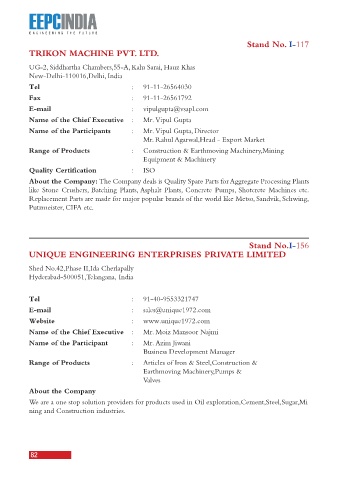 EEPCINDIA
ENGINEERING THE FUTURE
Stand No. I-117
TRIKON MACHINE PVT. LTD.
UG-2, Siddhartha Chambers,55-A, Kalu Sarai, Hauz Khas
New-Delhi-110016,Delhi, India
Tel : 91-11-26564030
Fax : 91-11-26561792
E-mail : vipulgupta@vsapl.com
Name of the Chief Executive : Mr. Vipul Gupta
Name of the Participants : Mr. Vipul Gupta, Director
Mr. Rahul Agarwal,Head - Export Market
Range of Products : Construction & Earthmoving Machinery,Mining
Equipment & Machinery
Quality Certification : ISO
About the Company: The Company deals is Quality Spare Parts for Aggregate Processing Plants
like Stone Crushers, Batching Plants, Asphalt Plants, Concrete Pumps, Shotcrete Machines etc.
Replacement Parts are made for major popular brands of the world like Metso, Sandvik, Schwing,
Putzmeister, CIFA etc.
Stand No.I-156
UNIQUE ENGINEERING ENTERPRISES PRIVATE LIMITED
Shed No.42,Phase II,Ida Cherlapally
Hyderabad-500051,Telangana, India
Tel : 91-40-9553321747
E-mail : sales@unique1972.com
Website : www.unique1972.com
Name of the Chief Executive : Mr. Moiz Mansoor Najmi
Name of the Participant : Mr. Azim Jiwani
Business Development Manager
Range of Products : Articles of Iron & Steel,Construction &
Earthmoving Machinery,Pumps &
Valves
About the Company
We are a one-stop solution providers for products used in Oil exploration,Cement,Steel,Sugar,Mi
ning and Construction industries.
82